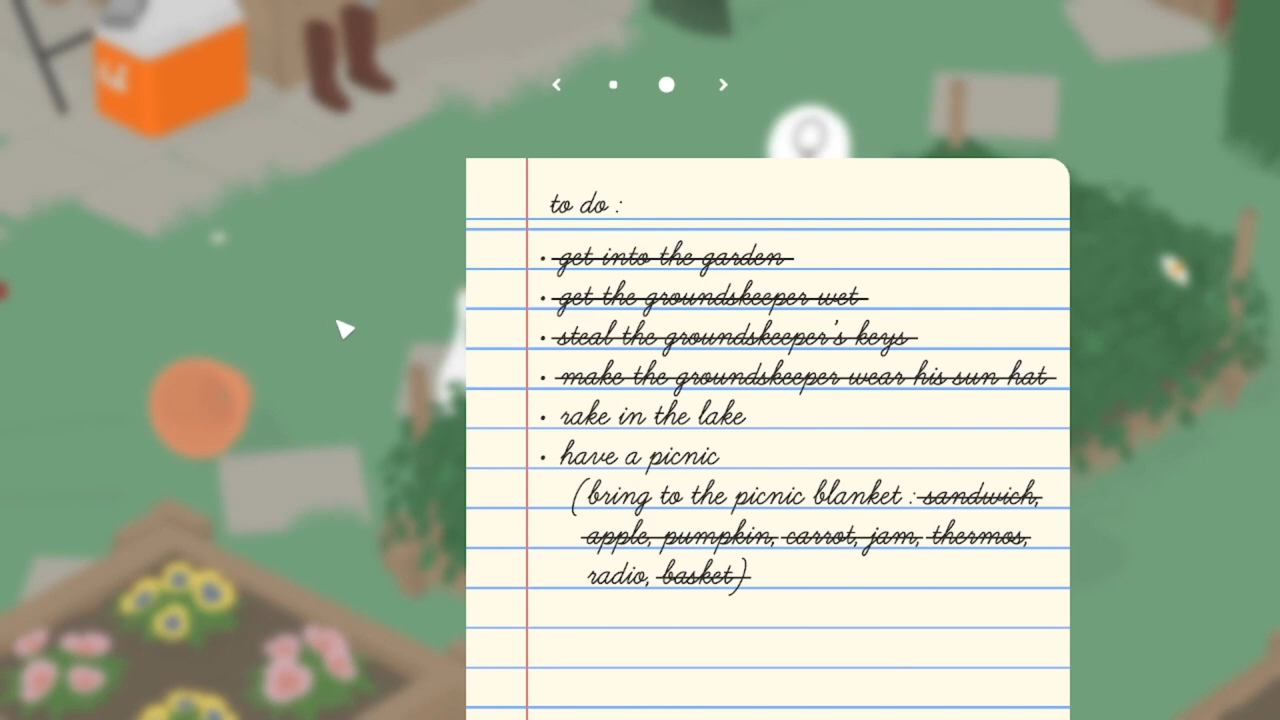 to do :
• get into the garden
• get the groundskeeper wet
• steal the groundskeeper's keys
• make the groundskeeper wear his sun hat
• rake in the lake
• have a picnic
(bring to the picnic blanket : sandwich,
apple, pumpkin, carrot, jam, thermos,
radio, basket)